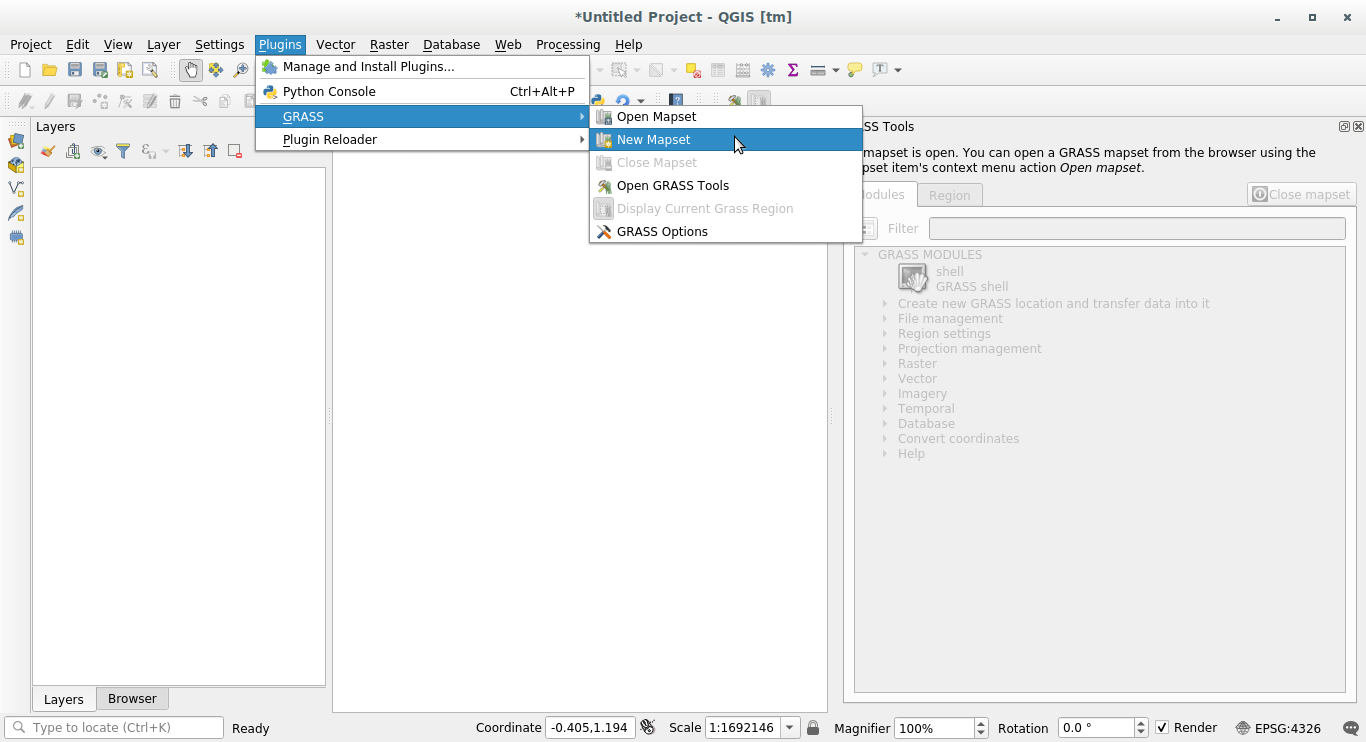 *Untitled Project - QGIS [tm]
Project Edit View Layer Settings Plugins Vector Raster Database Web Processing Help
Manage and Install Plugins...
Python Console Ctrl+Alt+P
GRASS
Plugin Reloader
Open Mapset
New Mapset
Close Mapset
Open GRASS Tools
Display Current Grass Region
GRASS Options
Layers
SS Tools
mapset is open. You can open a GRASS mapset from the browser using the
pset item's context menu action Open mapset.
odules Region Close mapset
Filter
GRASS MODULES
shell
GRASS shell
Create new GRASS location and transfer data into it
File management
Region settings
Projection management
Raster
Vector
Imagery
Temporal
Database
Convert coordinates
Help
Layers Browser
Type to locate (Ctrl+K) Ready Coordinate -0.405,1.194 Scale 1:1692146 Magnifier 100% Rotation 0.0 ° Render EPSG:4326